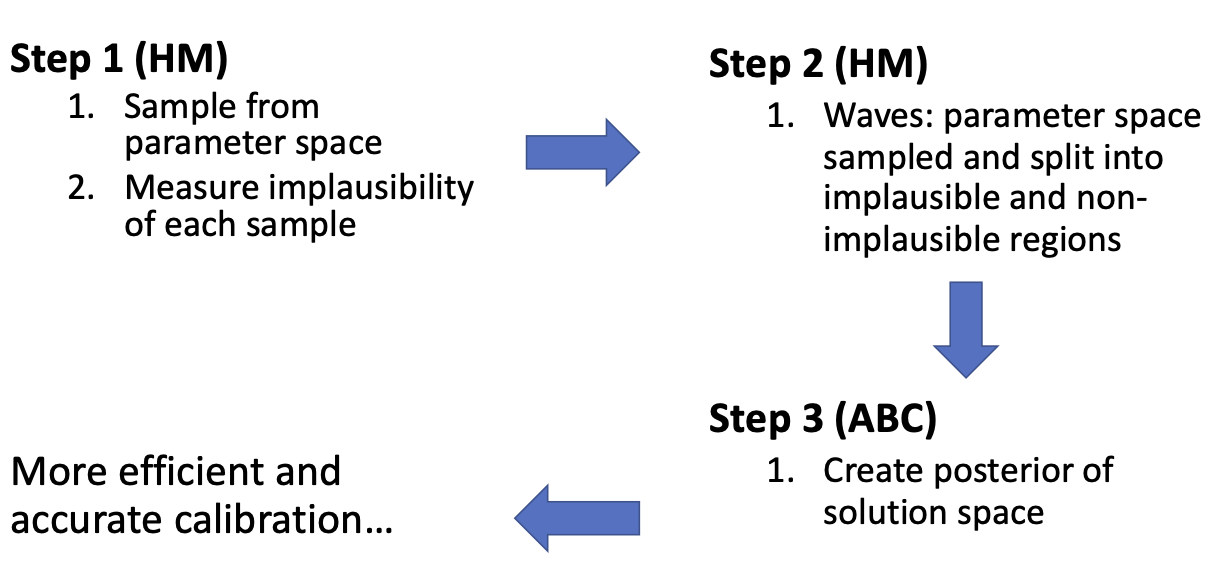 Step 1 (HM)
1. Sample from
parameter space
2. Measure implausibility
of each sample
Step 2 (HM)
1. Waves: parameter space
sampled and split into
implausible and non-
implausible regions
Step 3 (ABC)
1. Create posterior of
solution space
More efficient and
accurate calibration...